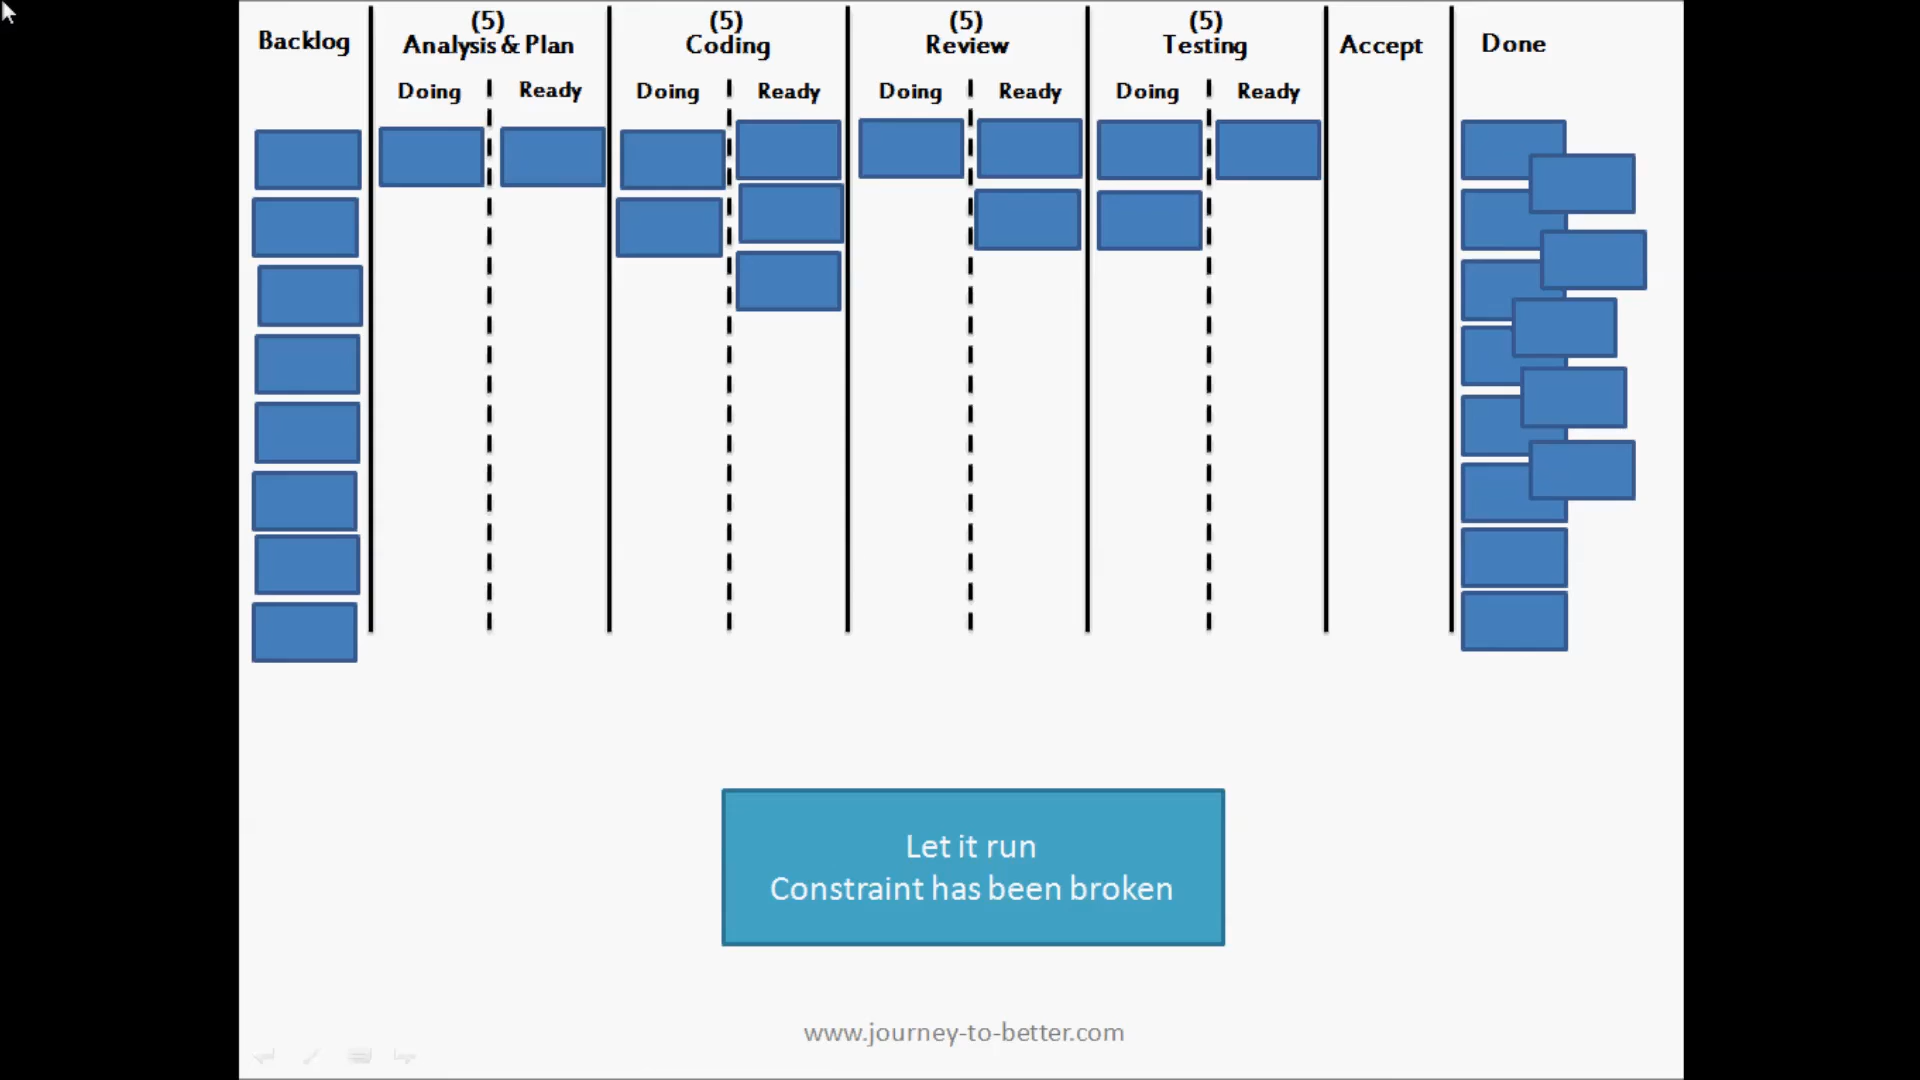 Backlog
(5)
Analysis & Plan
Doing
Ready
(5)
Coding
Doing
Ready
(5)
Review
Doing
Ready
(5)
Testing
Doing
Ready
Accept
Done
Let it run
Constraint has been broken
www.journey-to-better.com